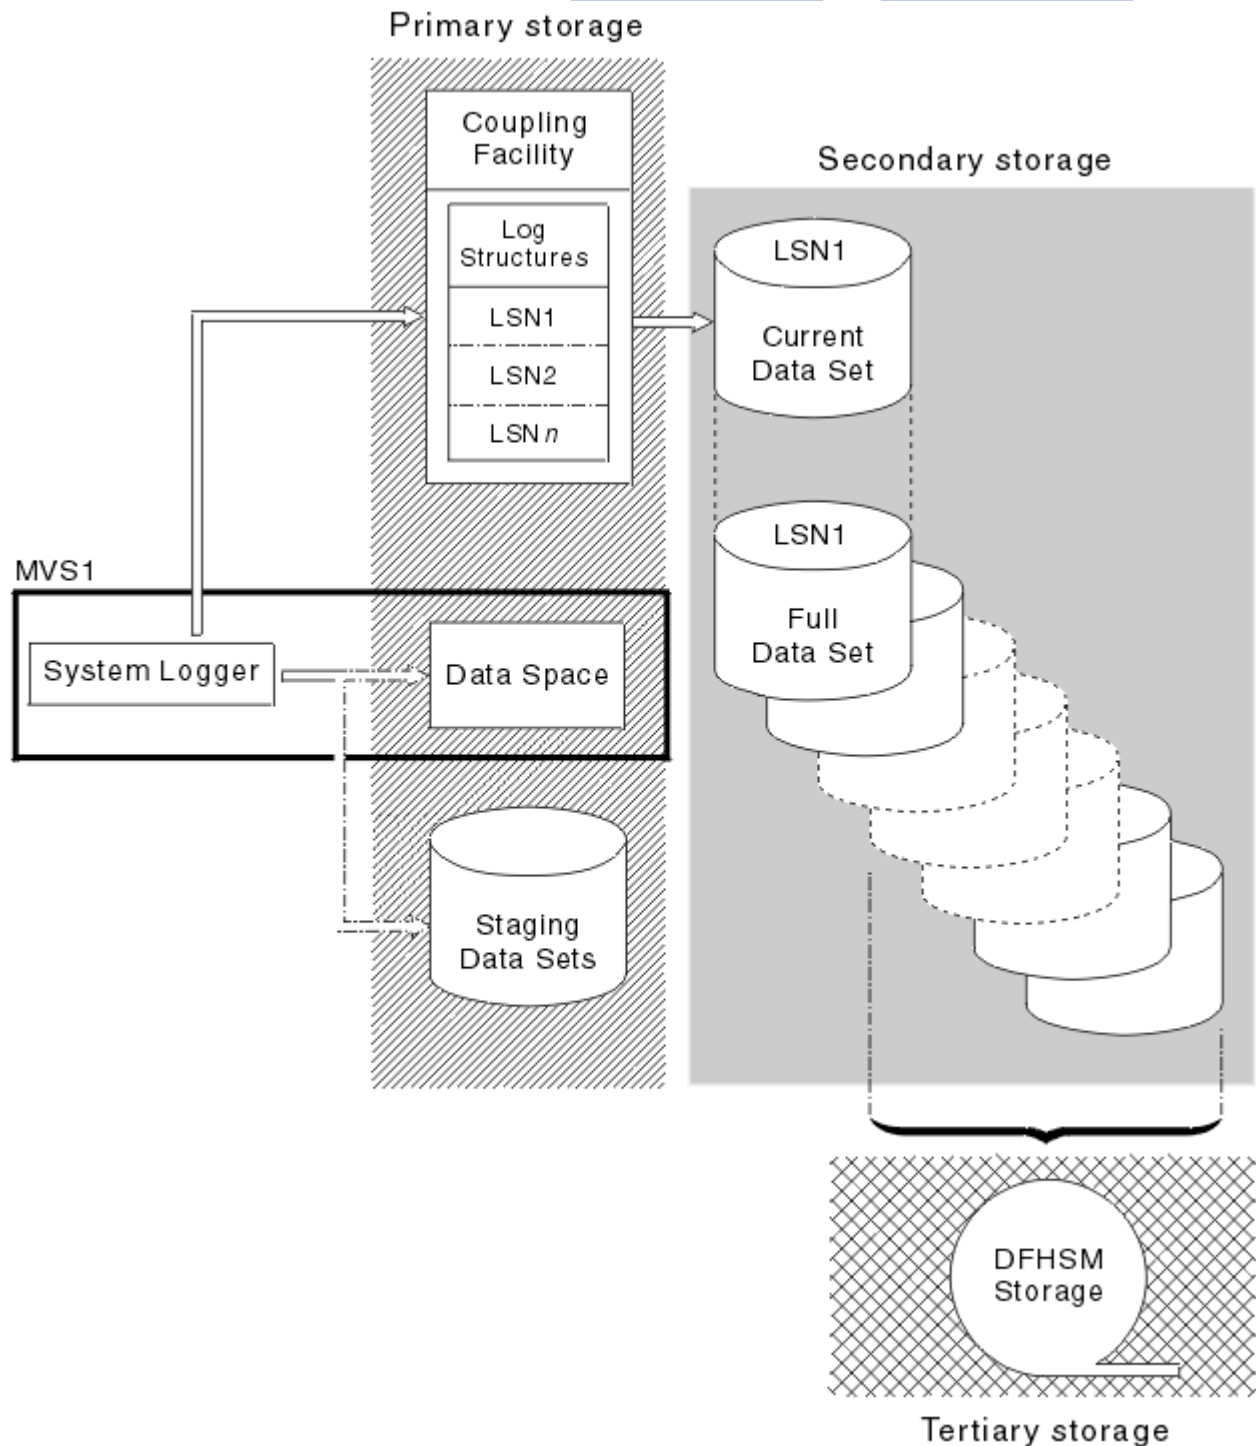 Primary storage
Coupling
Facility
Secondary storage
Log
Structures
LSN1
LSN2
LSNn
LSN1
Current
Data Set
LSN1
Full
Data Set
MVS1
System Logger
Data Space
Staging
Data Sets
DFHSM
Storage
Tertiary storage